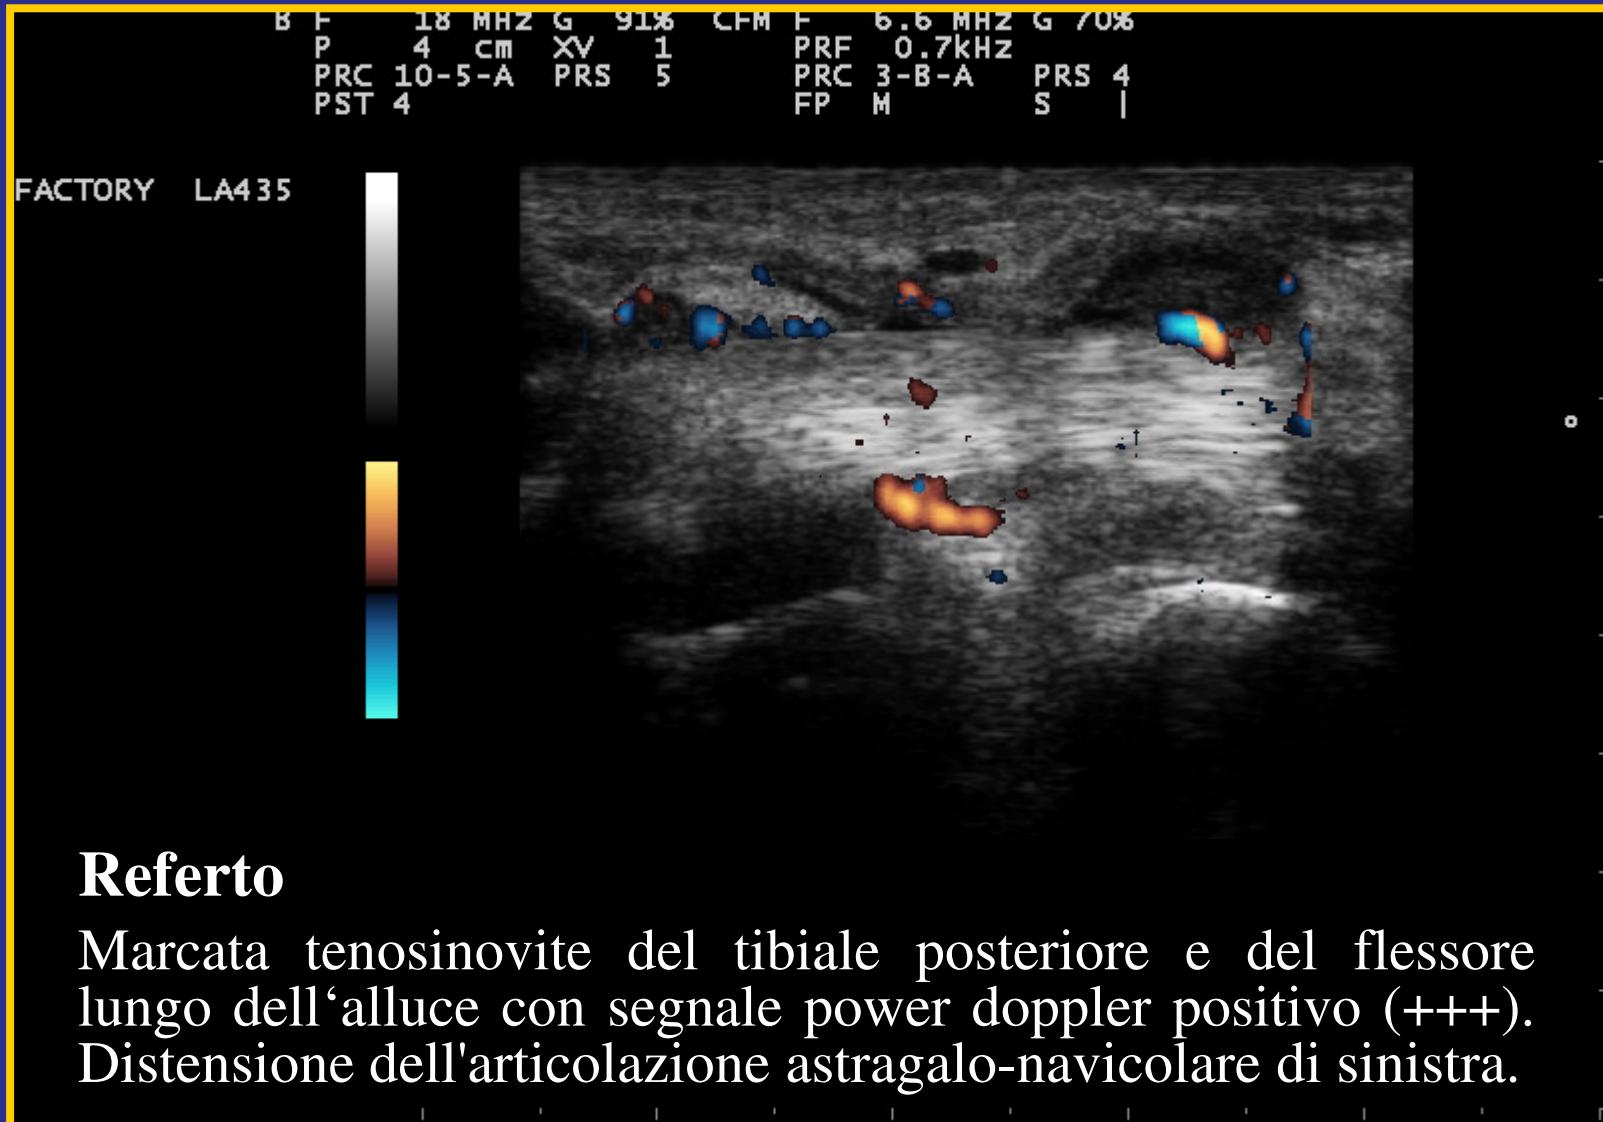 B F 18 MHz G 91% CFM F 6.6 MHz G 70%
P 4 cm XV 1 PRF 0.7kHz
PRC 10-5-A PRS 5 PRC 3-B-A PRS 4
PST 4 FP M S |
FACTORY LA435
Referto
Marcata tenosinovite del tibiale posteriore e del flessore
lungo dell‘alluce con segnale power doppler positivo (+++).
Distensione dell'articolazione astragalo-navicolare di sinistra.